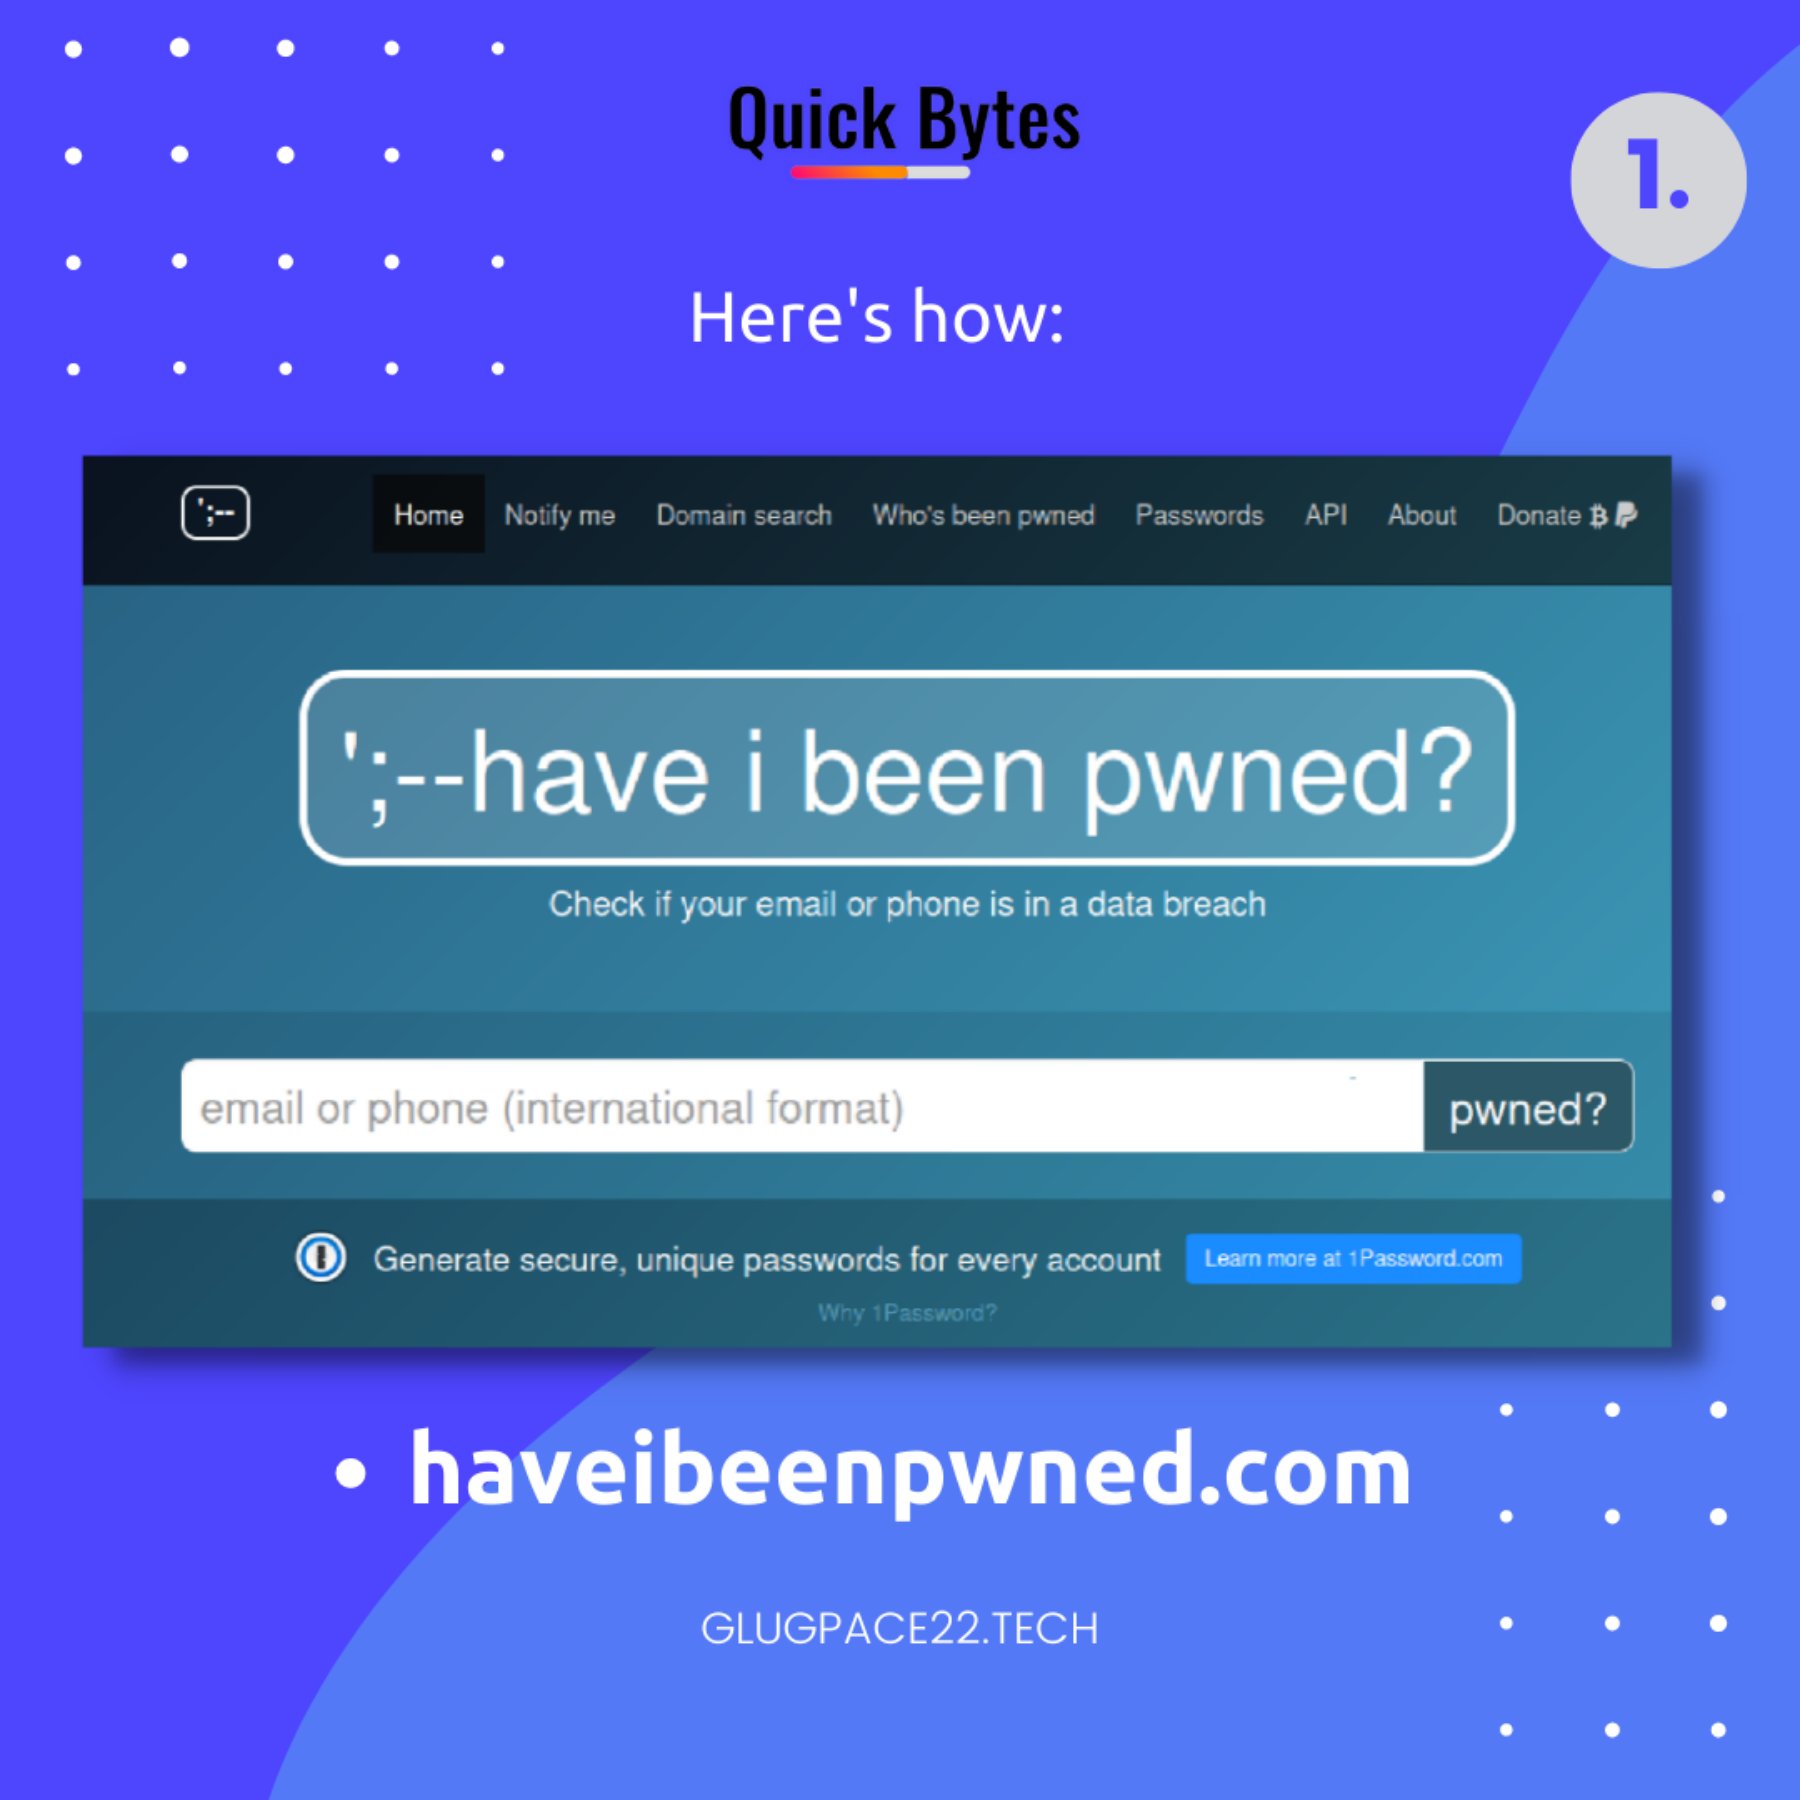 Quick Bytes
1.
Here's how:
';--
Home Notify me Domain search Who's been pwned Passwords API About Donate
';--have i been pwned?
Check if your email or phone is in a data breach
email or phone (international format) pwned?
Generate secure, unique passwords for every account Learn more at 1Password.com
Why 1Password?
• haveibeenpwned.com
GLUGPACE22.TECH